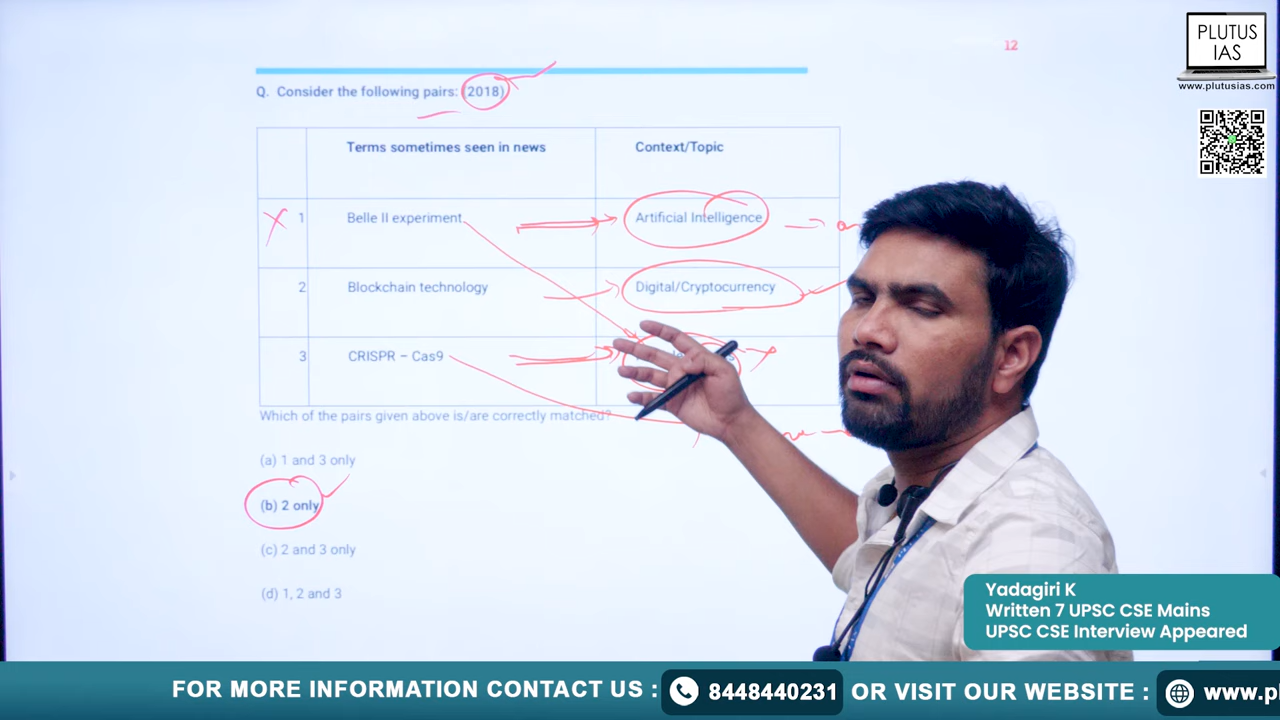 12
PLUTUS
IAS
www.plutusias.com
Q. Consider the following pairs: (2018)
Terms sometimes seen in news Context/Topic
1 Belle II experiment Artificial Intelligence
2 Blockchain technology Digital/Cryptocurrency
3 CRISPR – Cas9
Which of the pairs given above is/are correctly matched?
(a) 1 and 3 only
(b) 2 only
(c) 2 and 3 only
(d) 1, 2 and 3
Yadagiri K
Written 7 UPSC CSE Mains
UPSC CSE Interview Appeared
FOR MORE INFORMATION CONTACT US : 8448440231 OR VISIT OUR WEBSITE : www.pl